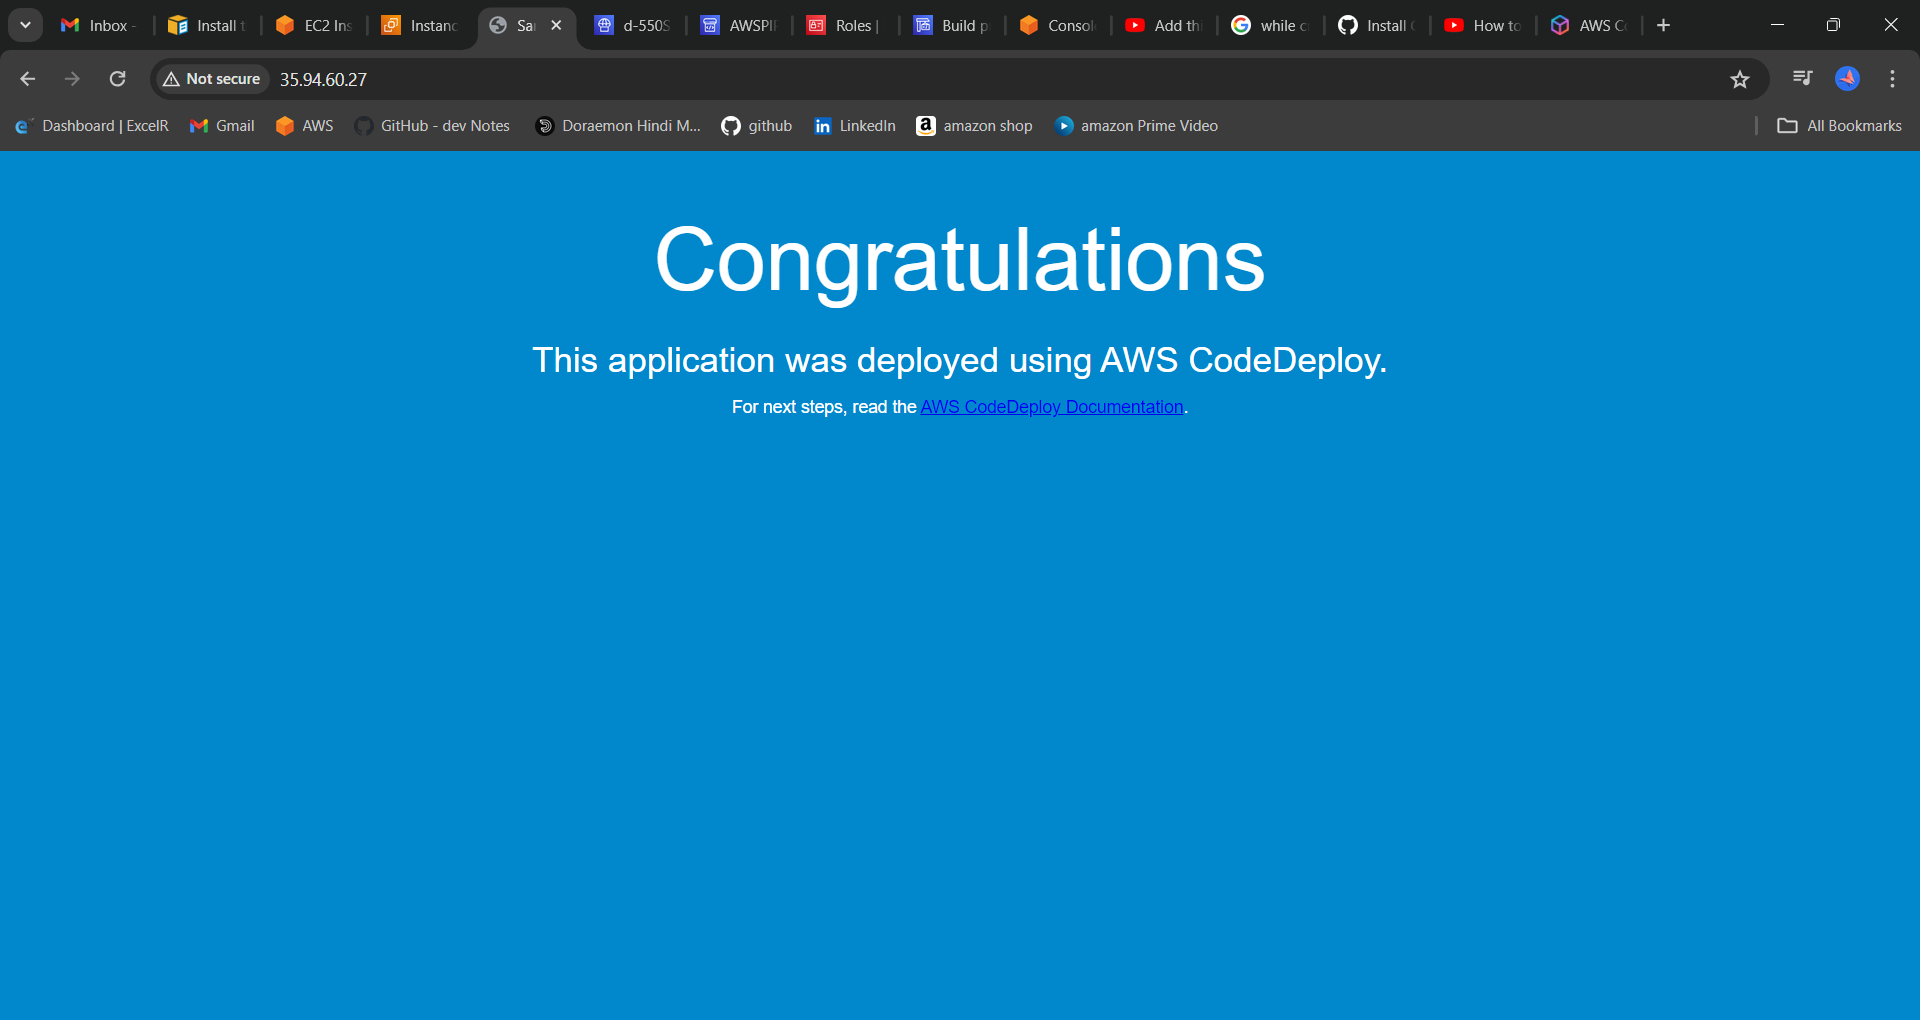 Inbox -
Install t
EC2 Ins
Instanc
Sa
d-550S
AWSPI
Roles |
Build p
Consol
Add thi
while c
Install
How to
AWS C
Not secure
35.94.60.27
Dashboard | ExcelR
Gmail
AWS
GitHub - dev Notes
Doraemon Hindi M...
github
LinkedIn
amazon shop
amazon Prime Video
All Bookmarks
Congratulations
This application was deployed using AWS CodeDeploy.
For next steps, read the AWS CodeDeploy Documentation.